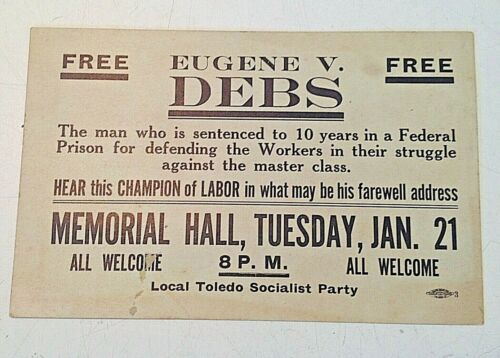 FREE EUGENE V. FREE
DEBS
The man who is sentenced to 10 years in a Federal
Prison for defending the Workers in their struggle
against the master class.
HEAR this CHAMPION of LABOR in what may be his farewell address
MEMORIAL HALL, TUESDAY, JAN. 21
ALL WELCOME 8 P. M. ALL WELCOME
Local Toledo Socialist Party